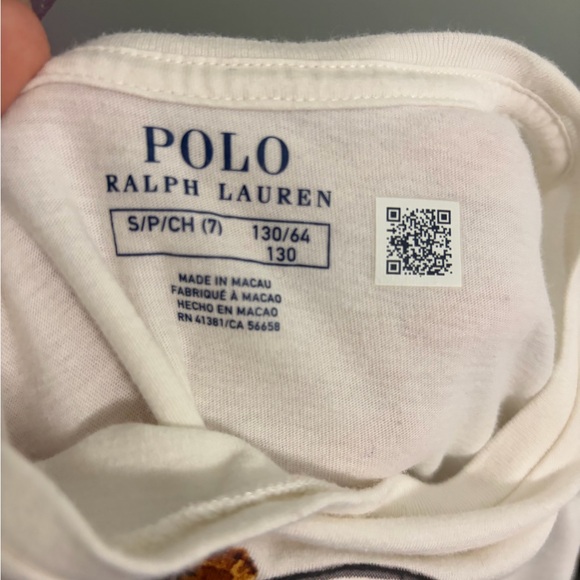 POLO
RALPH LAUREN
S/P/CH (7) 130/64
130
MADE IN MACAU
FABRIQUÉ À MACAO
HECHO EN MACAO
RN 41381/CA 56658